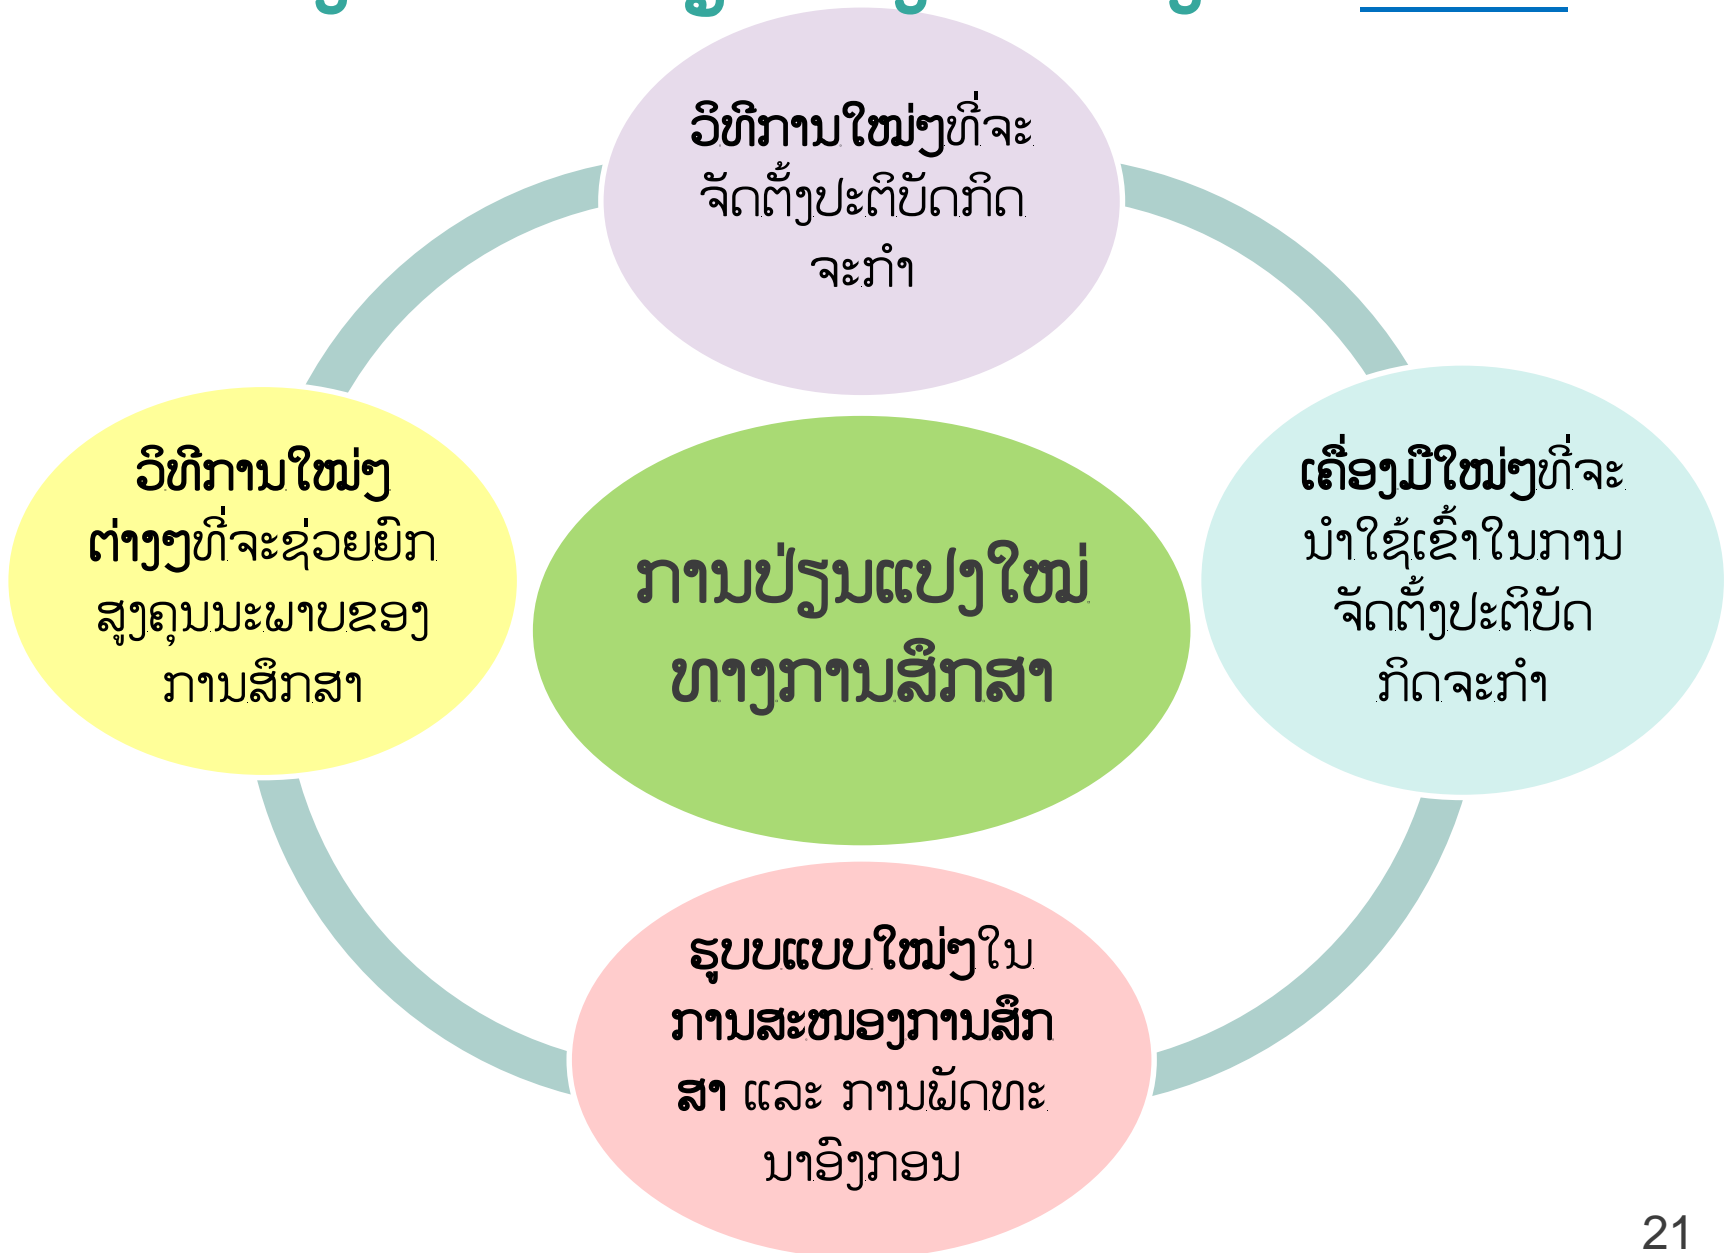 ວິທີການໃໝ່ໆທີ່ຈະ
ຈັດຕັ້ງປະຕິບັດກິດ
ຈະກຳ
ວິທີການໃໝ່ໆ
ຕ່າງໆທີ່ຈະຊ່ວຍຍົກ
ສູງຄຸນນະພາບຂອງ
ການສຶກສາ
ການປ່ຽນແປງໃໝ່
ທາງການສຶກສາ
ເຄື່ອງມືໃໝ່ໆທີ່ຈະ
ນຳໃຊ້ເຂົ້າໃນການ
ຈັດຕັ້ງປະຕິບັດ
ກິດຈະກຳ
ຮູບບແບບໃໝ່ໆໃນ
ການສະໜອງການສຶກ
ສາ ແລະ ການພັດທະ
ນາອົງກອນ
21